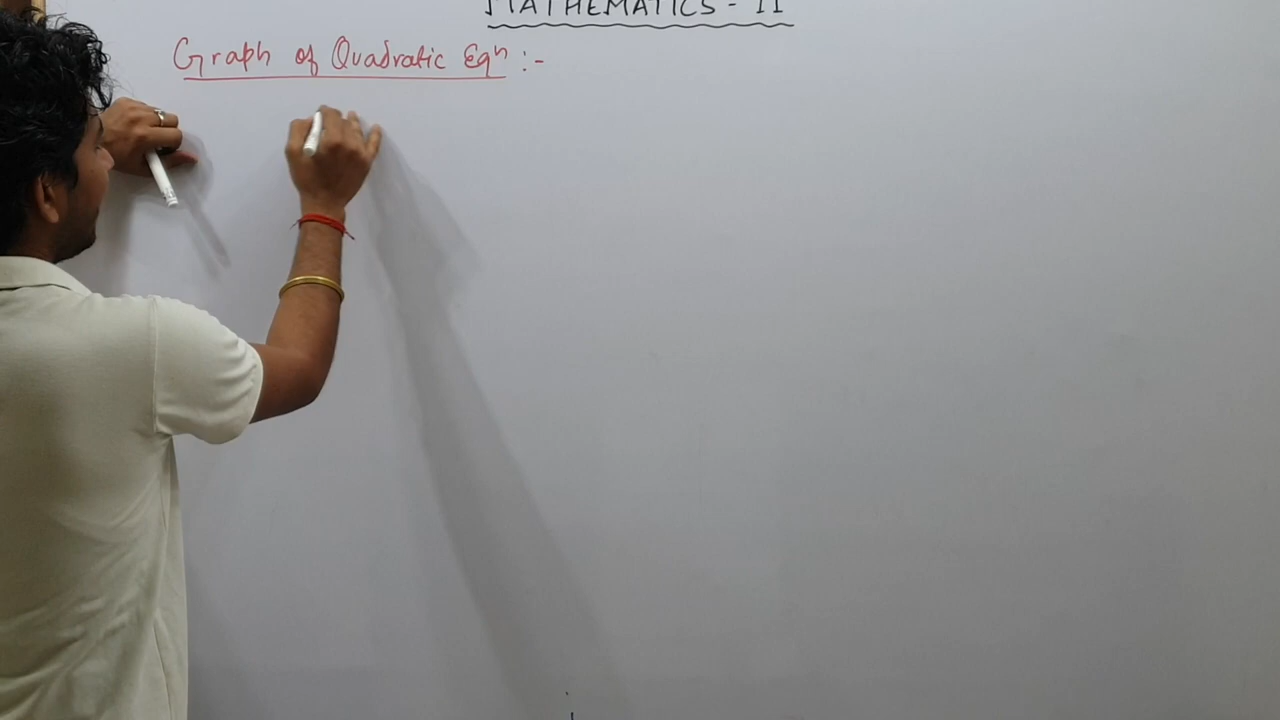 MATHEMATICS - II
Graph of Quadratic Eqⁿ :-